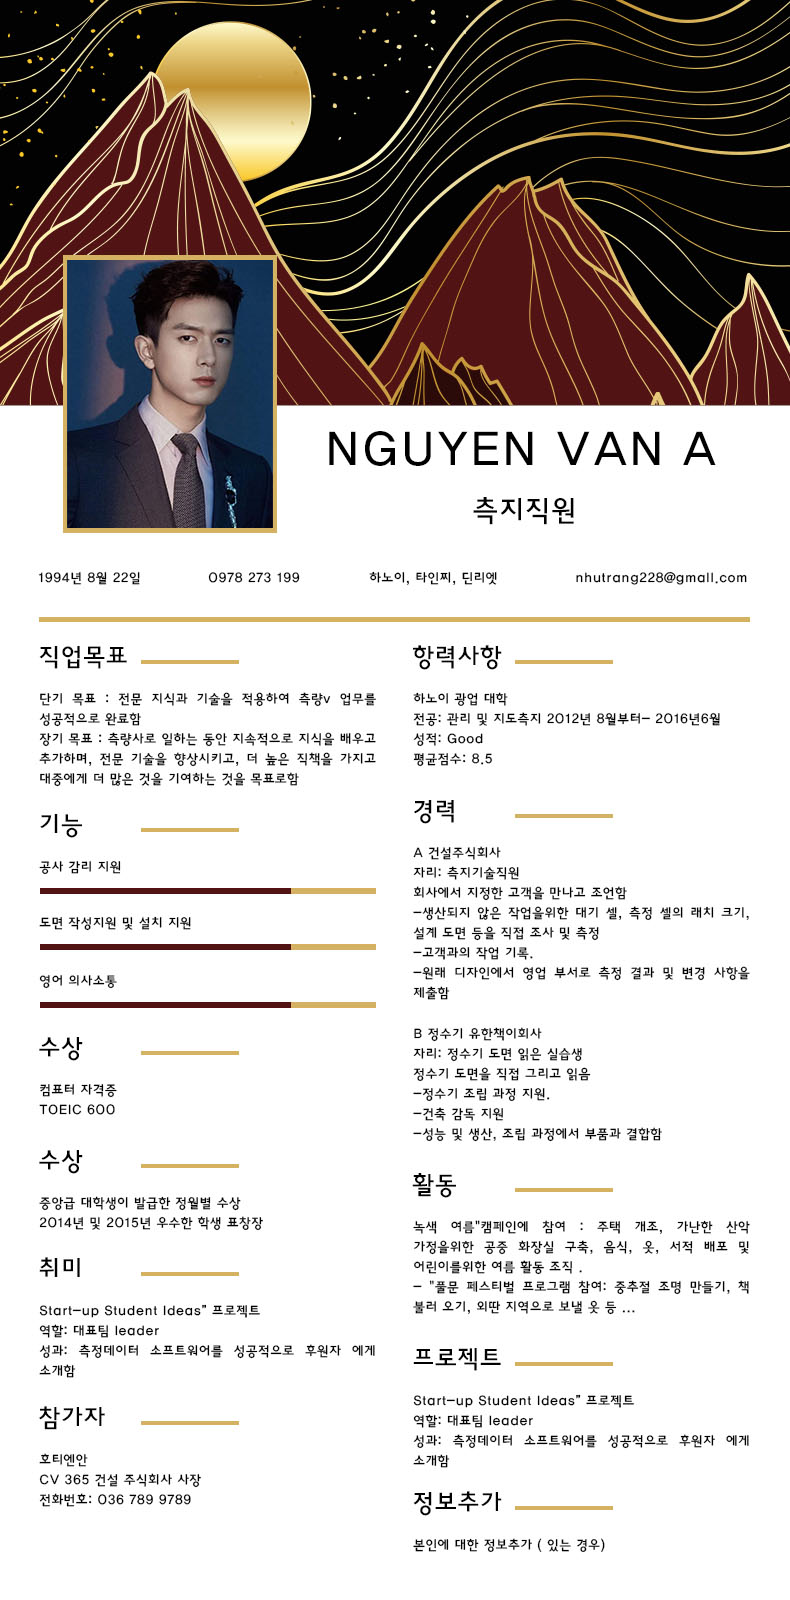 NGUYEN VAN A
측지직원
1994년 8월 22일
0978 273 199
하노이, 타인찌, 딘리엣
nhutrang228@gmall.com
직업목표
단기 목표 : 전문 지식과 기술을 적용하여 측량v 업무를
성공적으로 완료함
장기 목표 : 측량사로 일하는 동안 지속적으로 지식을 배우고
추가하며, 전문 기술을 향상시키고, 더 높은 직책을 가지고
대중에게 더 많은 것을 기여하는 것을 목표로함
기능
공사 감리 지원
도면 작성지원 및 설치 지원
영어 의사소통
수상
컴표터 자격증
TOEIC 600
수상
중앙급 대학생이 발급한 정월별 수상
2014년 및 2015년 우수한 학생 표창장
취미
Start-up Student Ideas” 프로젝트
역할: 대표팀 leader
성과: 측정데이터 소프트워어를 성공적으로 후원자 에게
소개함
참가자
호티엔안
CV 365 건설 주식회사 사장
전화번호: 036 789 9789
항력사항
하노이 광업 대학
전공: 관리 및 지도측지 2012년 8월부터- 2016년6월
성적: Good
평균점수: 8.5
경력
A 건설주식회사
자리: 측지기술직원
회사에서 지정한 고객을 만나고 조언함
-생산되지 않은 작업을위한 대기 셀, 측정 셀의 래치 크기,
설계 도면 등을 직접 조사 및 측정
-고객과의 작업 기록.
-원래 디자인에서 영업 부서로 측정 결과 및 변경 사항을
제출함
B 정수기 유한책이회사
자리: 정수기 도면 읽은 실습생
정수기 도면을 직접 그리고 읽음
-정수기 조립 과정 지원.
-건축 감독 지원
-성능 및 생산, 조립 과정에서 부품과 결합함
활동
녹색 여름"캠페인에 참여 : 주택 개조, 가난한 산악
가정을위한 공중 화장실 구축, 음식, 옷, 서적 배포 및
어린이를위한 여름 활동 조직 .
- "풀문 페스티벌 프로그램 참여: 중추절 조명 만들기, 책
불러 오기, 외딴 지역으로 보낼 옷 등 ...
프로젝트
Start-up Student Ideas” 프로젝트
역할: 대표팀 leader
성과: 측정데이터 소프트워어를 성공적으로 후원자 에게
소개함
정보추가
본인에 대한 정보추가 ( 있는 경우)